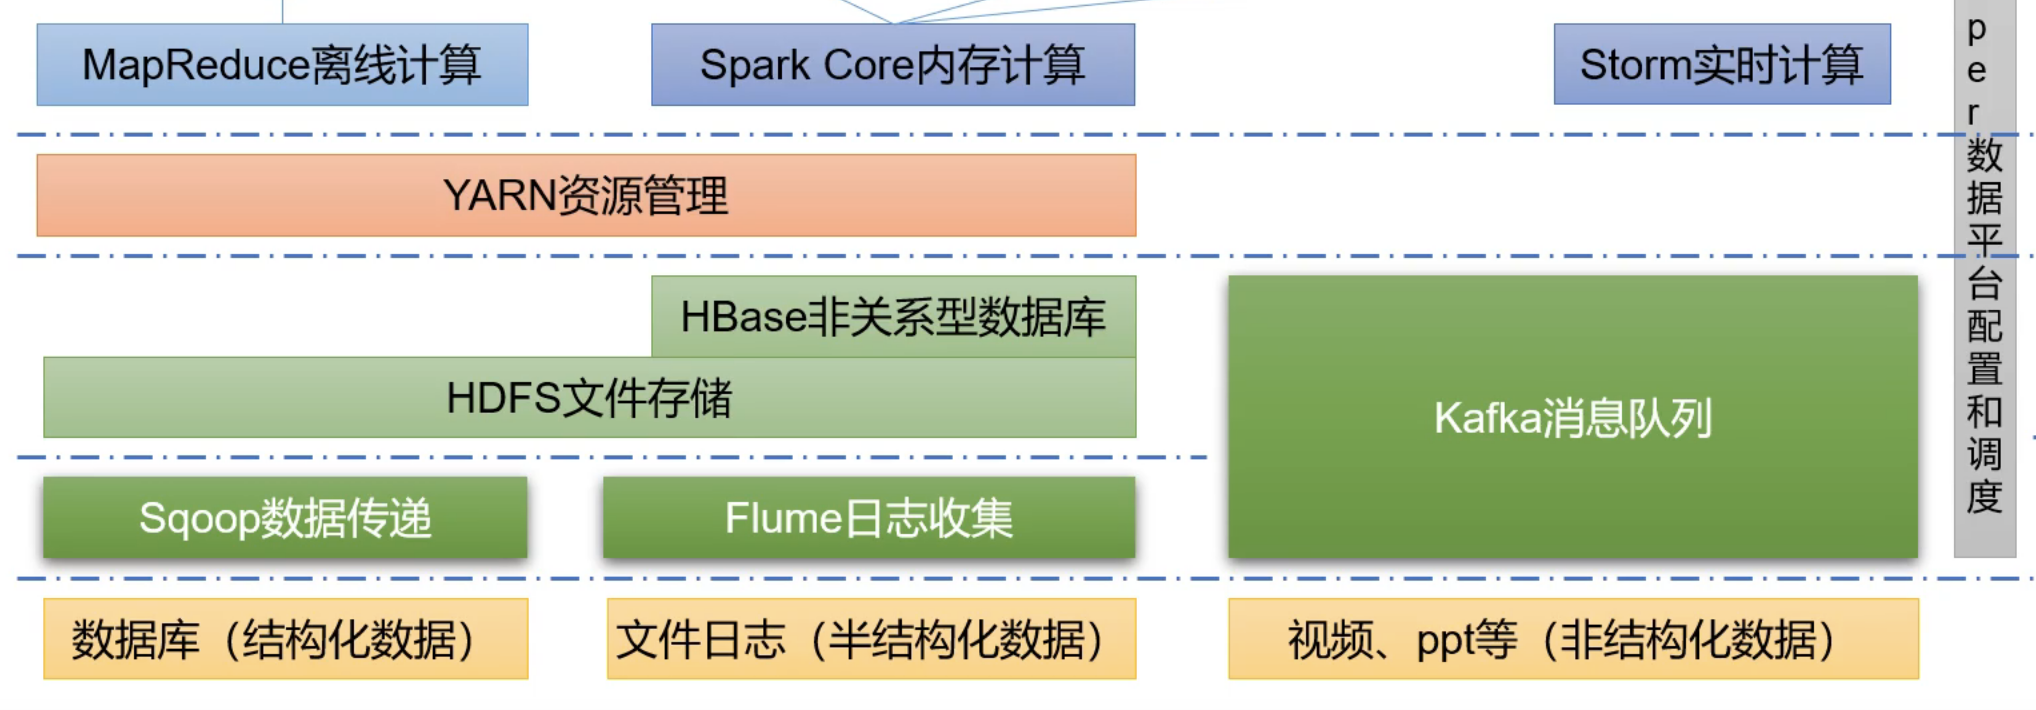 MapReduce离线计算
Spark Core内存计算
Storm实时计算
YARN资源管理
HBase非关系型数据库
HDFS文件存储
Kafka消息队列
Sqoop数据传递
Flume日志收集
数据库（结构化数据）
文件日志（半结构化数据）
视频、ppt等（非结构化数据）
per数据平台配置和调度